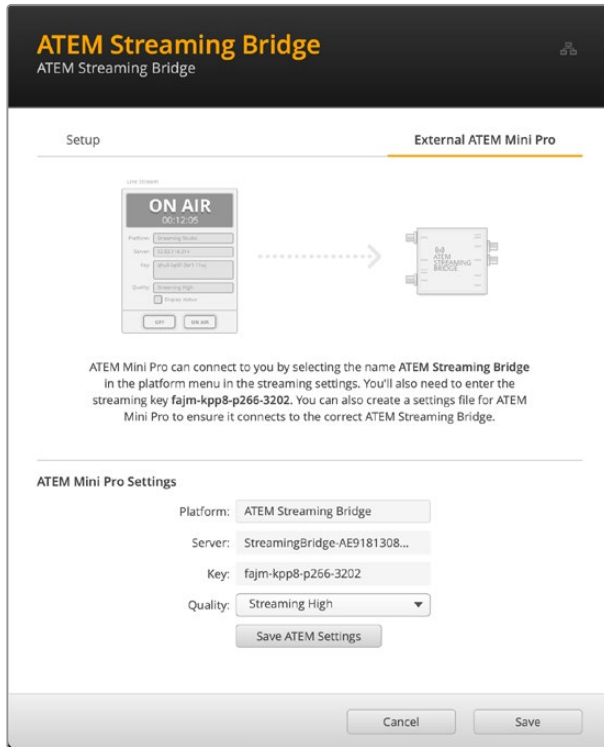 ATEM Streaming Bridge
ATEM Streaming Bridge
Setup
External ATEM Mini Pro
Live Stream
ON AIR
00:12:05
Platform:
Server:
Key:
Quality: Streaming High
OFF
ON AIR
ATEM
STREAMING
BRIDGE
ATEM Mini Pro can connect to you by selecting the name ATEM Streaming Bridge
in the platform menu in the streaming settings. You'll also need to enter the
streaming key fajm-kpp8-p266-3202. You can also create a settings file for ATEM
Mini Pro to ensure it connects to the correct ATEM Streaming Bridge.
ATEM Mini Pro Settings
Platform: ATEM Streaming Bridge
Server: StreamingBridge-AE9181308...
Key: fajm-kpp8-p266-3202
Quality: Streaming High
Save ATEM Settings
Cancel
Save